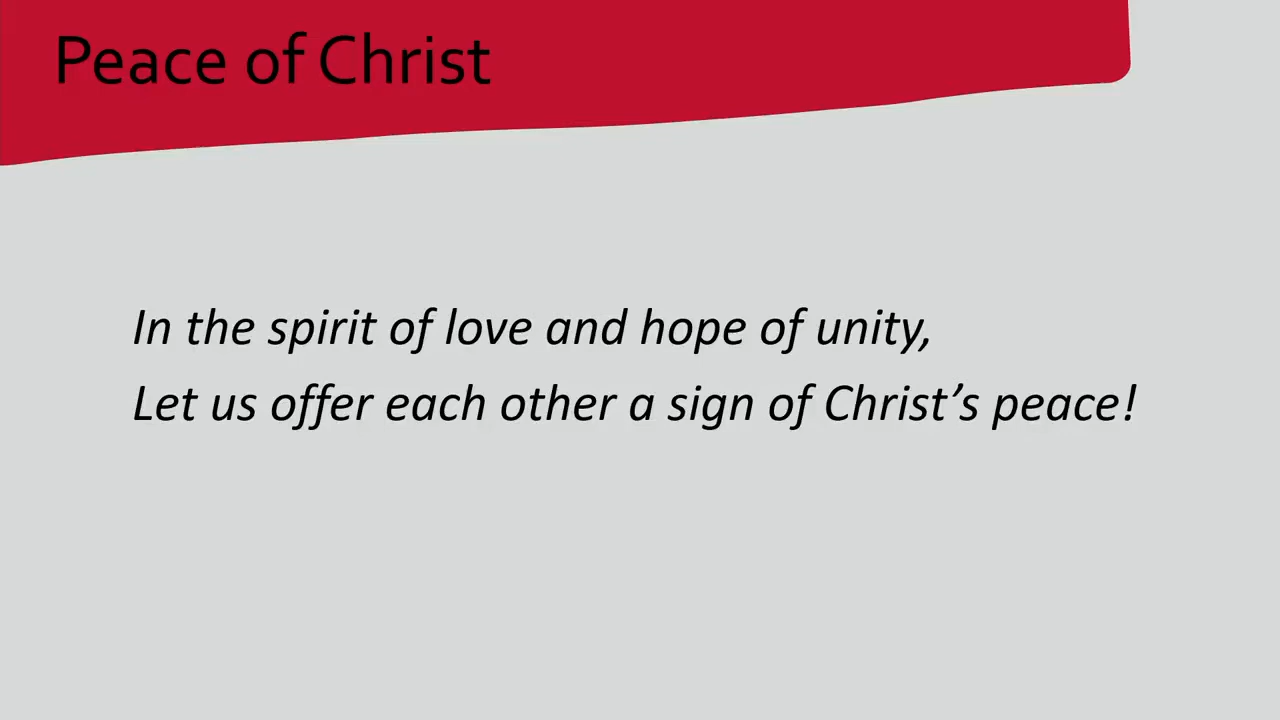 Peace of Christ
In the spirit of love and hope of unity,
Let us offer each other a sign of Christ’s peace!